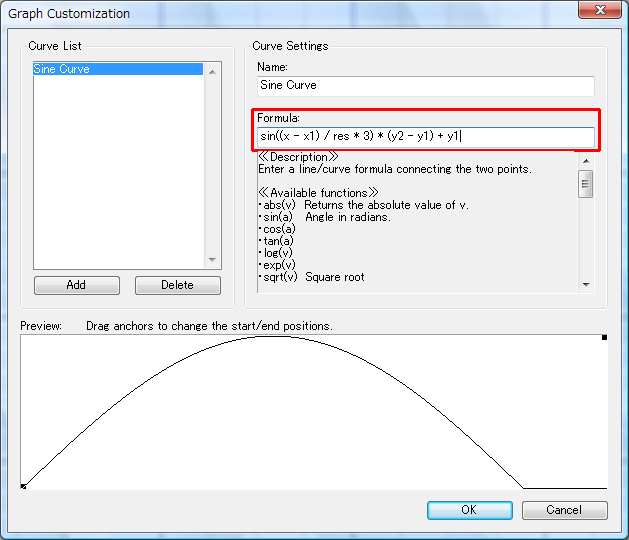 Graph Customization
Curve List
Sine Curve
Add
Delete
Curve Settings
Name:
Sine Curve
Formula:
sin((x - x1) / res * 3) * (y2 - y1) + y1
≪Description≫
Enter a line/curve formula connecting the two points.
≪Available functions≫
・abs(v) Returns the absolute value of v.
・sin(a) Angle in radians.
・cos(a)
・tan(a)
・log(v)
・exp(v)
・sqrt(v) Square root
Preview: Drag anchors to change the start/end positions.
OK
Cancel